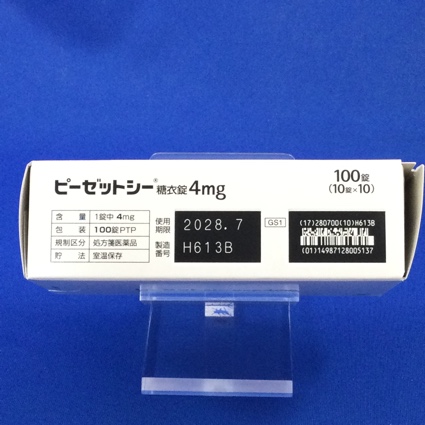 ピーゼットシー® 糖衣錠4mg
100錠
(10錠×10)
含　量 1錠中 4mg
包　装 100錠PTP
規制区分 処方箋医薬品
貯　法 室温保存
使用期限 2028.7
製造番号 H613B
GS1
(17)280700(10)H613B
(01)14987128005137